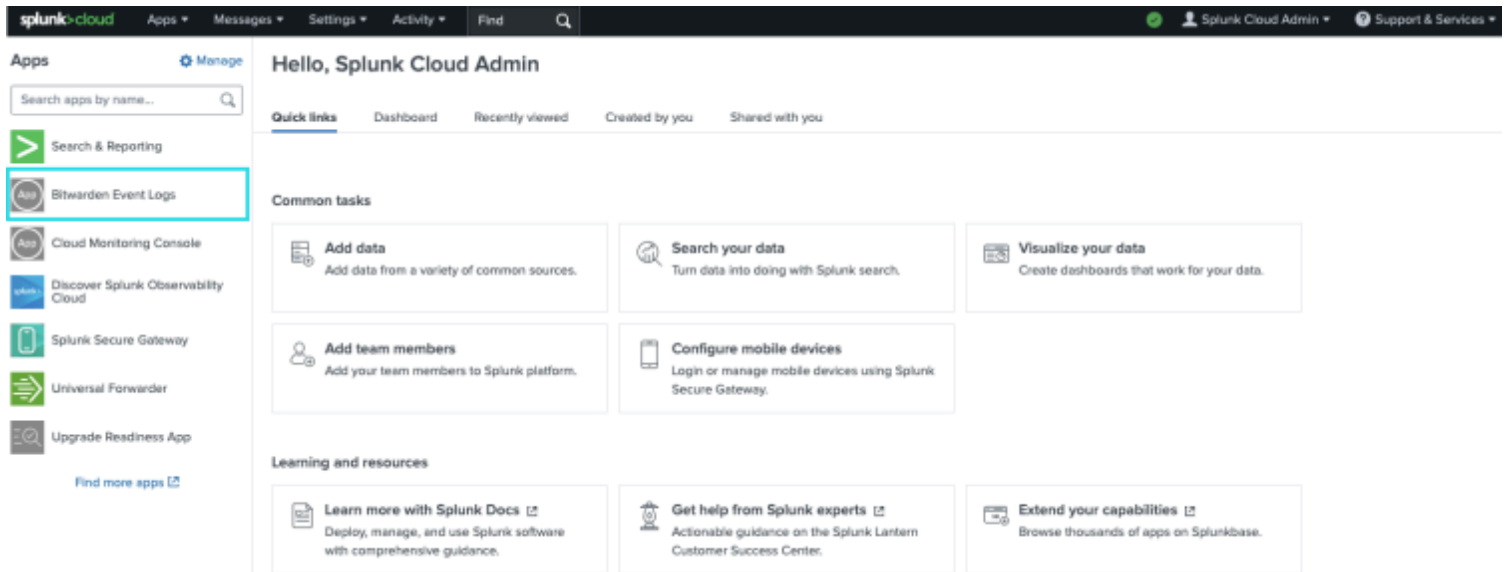 splunk>cloud Apps Messages Settings Activity Find Splunk Cloud Admin Support & Services
Apps Manage
Search apps by name...
Search & Reporting
App Bitwarden Event Logs
App Cloud Monitoring Console
Discover Splunk Observability
Cloud
Splunk Secure Gateway
Universal Forwarder
Upgrade Readiness App
Find more apps
Hello, Splunk Cloud Admin
Quick links Dashboard Recently viewed Created by you Shared with you
Common tasks
Add data
Add data from a variety of common sources.
Search your data
Turn data into doing with Splunk search.
Visualize your data
Create dashboards that work for your data.
Add team members
Add your team members to Splunk platform.
Configure mobile devices
Login or manage mobile devices using Splunk
Secure Gateway.
Learning and resources
Learn more with Splunk Docs
Deploy, manage, and use Splunk software
with comprehensive guidance.
Get help from Splunk experts
Actionable guidance on the Splunk Lantern
Customer Success Center.
Extend your capabilities
Browse thousands of apps on Splunkbase.